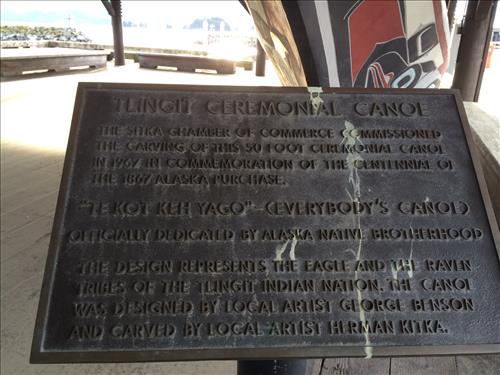 TLINGIT CEREMONIAL CANOE
THE SITKA CHAMBER OF COMMERCE COMMISSIONED
THE CARVING OF THIS 50 FOOT CEREMONIAL CANOE
IN 1967 IN COMMEMORATION OF THE CENTENNIAL OF
THE 1867 ALASKA PURCHASE.
"TE KOT KEH YAGO"-(EVERYBODY'S CANOE)
OFFICIALLY DEDICATED BY ALASKA NATIVE BROTHERHOOD
THE DESIGN REPRESENTS THE EAGLE AND THE RAVEN
TRIBES OF THE TLINGIT INDIAN NATION. THE CANOE
WAS DESIGNED BY LOCAL ARTIST GEORGE BENSON
AND CARVED BY LOCAL ARTIST HERMAN KITKA.